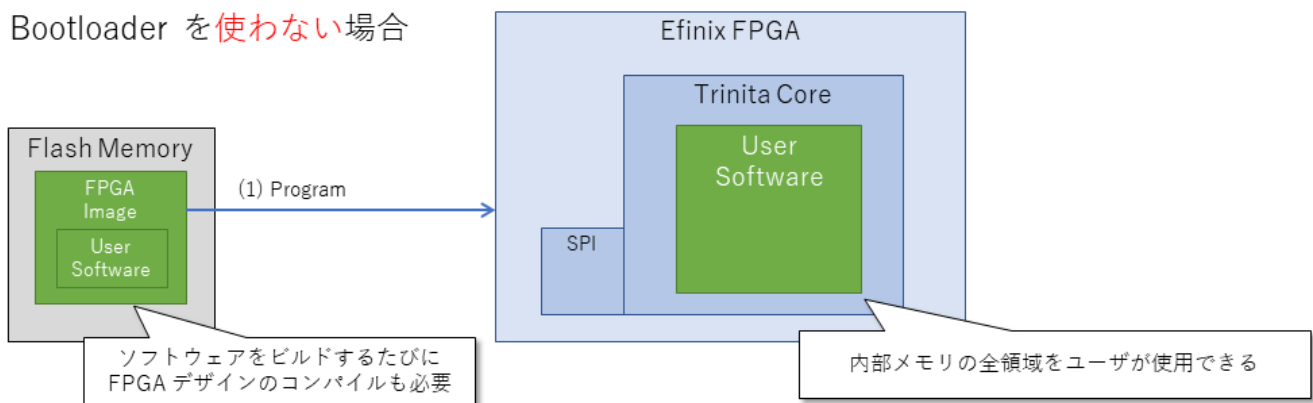 Bootloader を使わない場合
Efinix FPGA
Trinita Core
User
Software
SPI
Flash Memory
FPGA
Image
User
Software
(1) Program
ソフトウェアをビルドするたびに
FPGA デザインのコンパイルも必要
内部メモリの全領域をユーザが使用できる